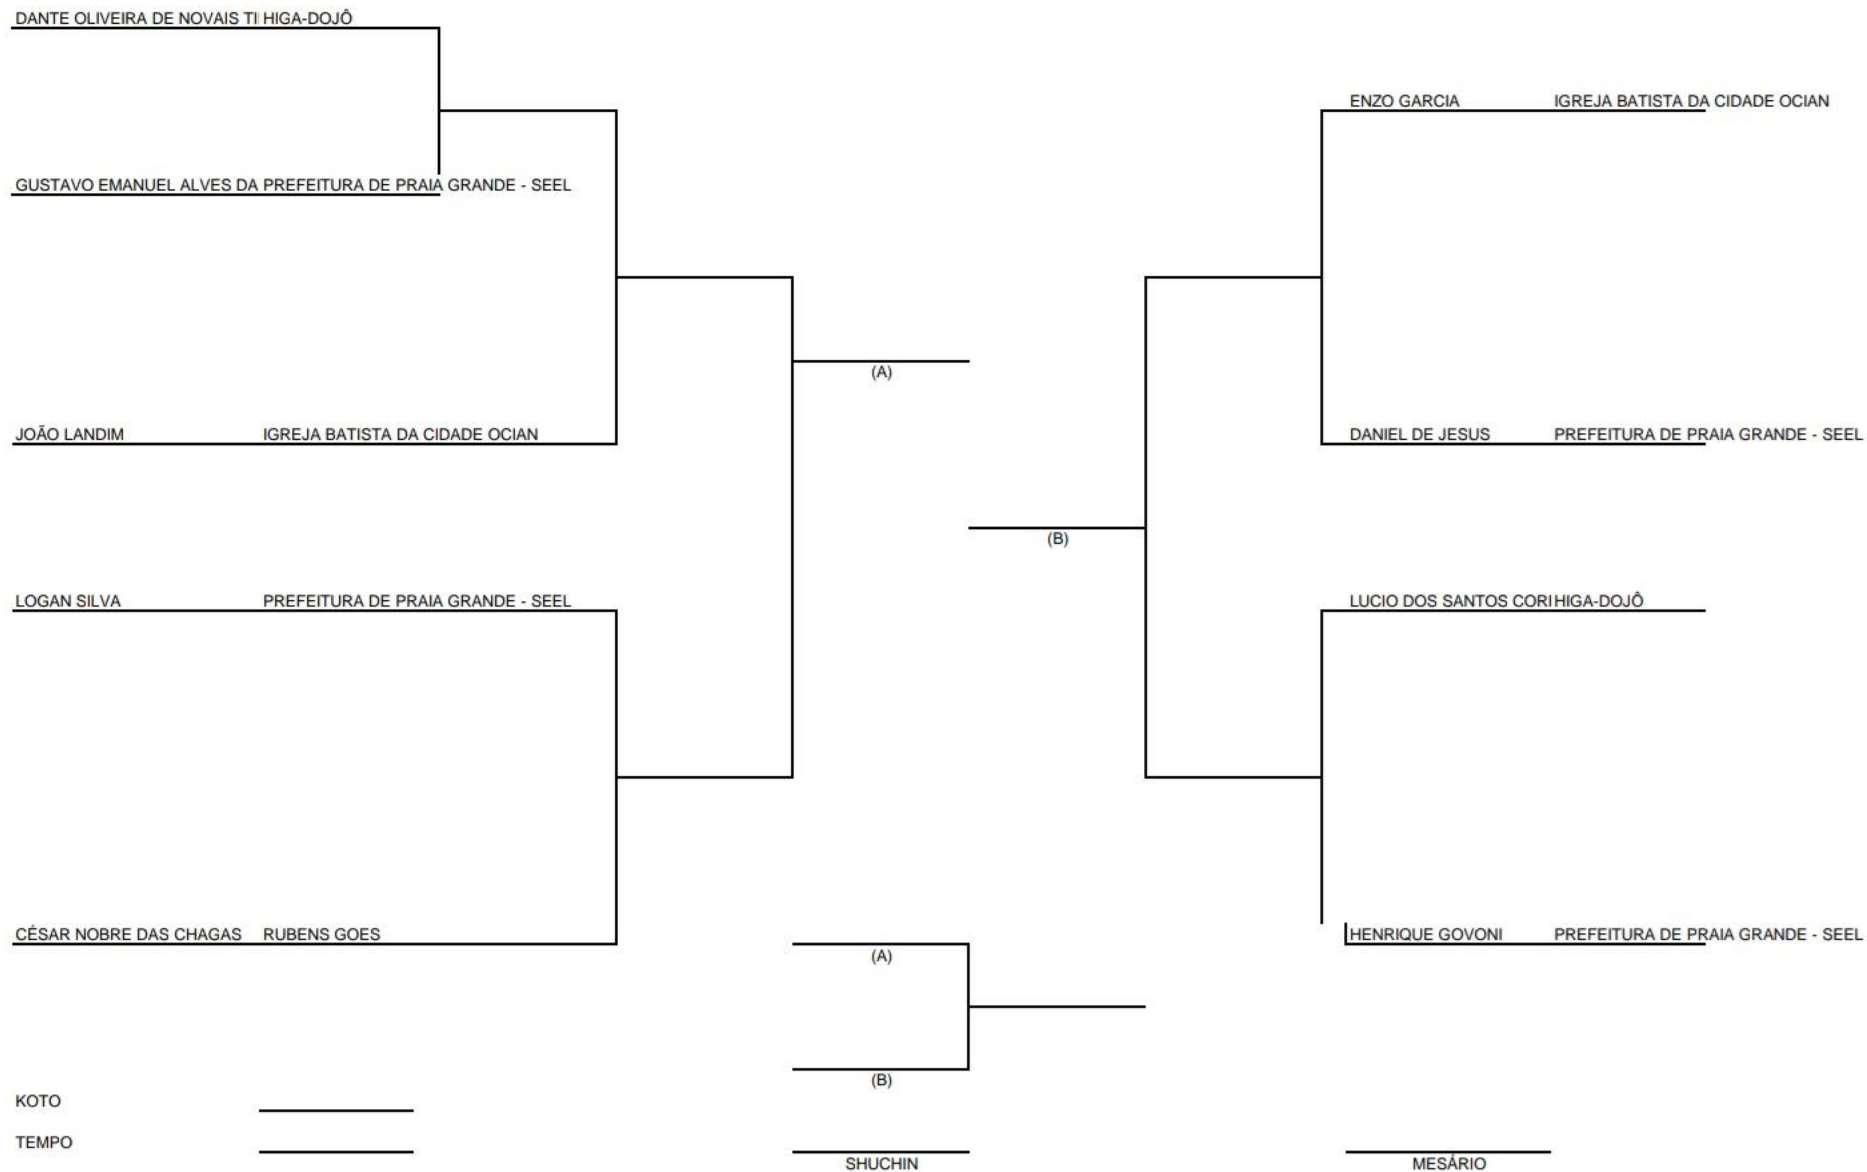 DANTE OLIVEIRA DE NOVAIS TI HIGA-DOJÔ
ENZO GARCIA IGREJA BATISTA DA CIDADE OCIAN
GUSTAVO EMANUEL ALVES DA PREFEITURA DE PRAIA GRANDE - SEEL
(A)
JOÃO LANDIM IGREJA BATISTA DA CIDADE OCIAN
DANIEL DE JESUS PREFEITURA DE PRAIA GRANDE - SEEL
(B)
LOGAN SILVA PREFEITURA DE PRAIA GRANDE - SEEL
LUCIO DOS SANTOS CORI HIGA-DOJÔ
CÉSAR NOBRE DAS CHAGAS RUBENS GOES
HENRIQUE GOVONI PREFEITURA DE PRAIA GRANDE - SEEL
(A)
(B)
KOTO
TEMPO
SHUCHIN
MESÁRIO